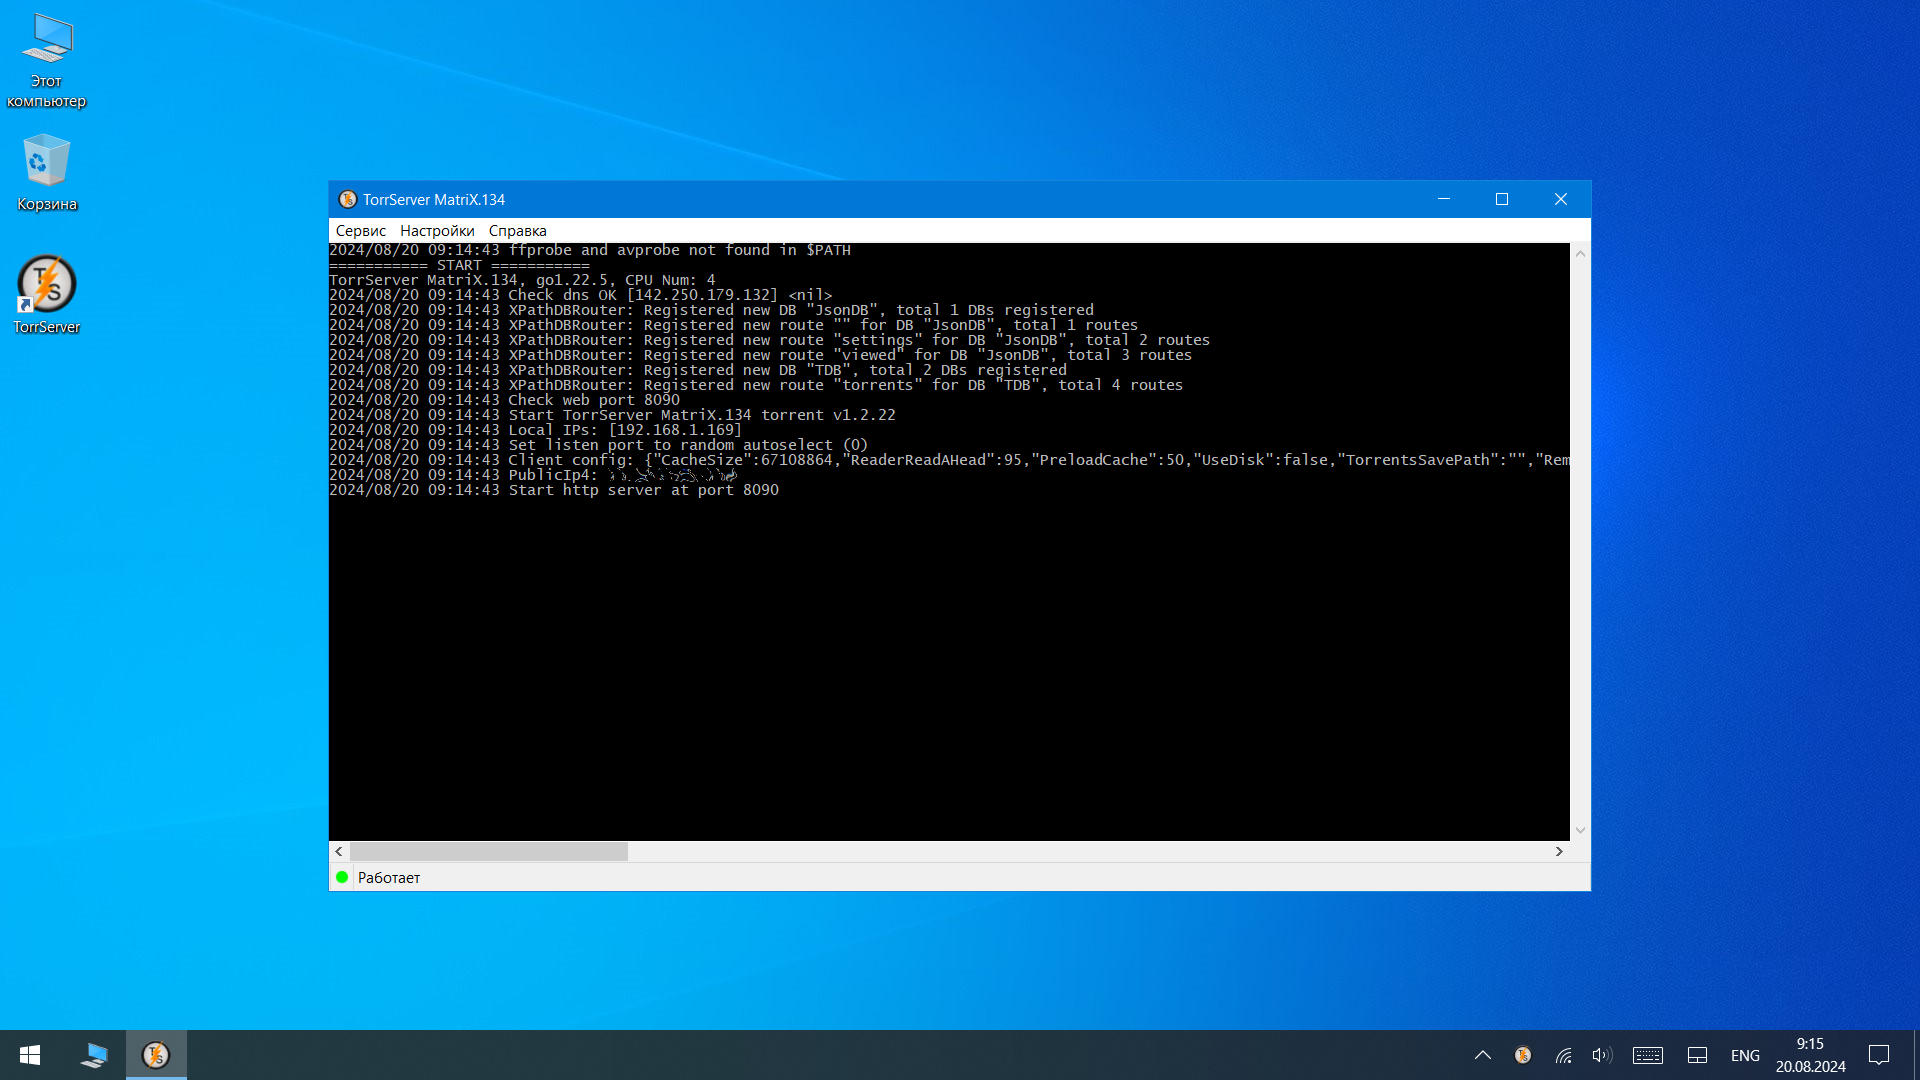 Этот
компьютер
Корзина
TorrServer
TorrServer MatriX.134
Сервис Настройки Справка
2024/08/20 09:14:43 ffprobe and avprobe not found in $PATH
=========== START ===========
TorrServer MatriX.134, go1.22.5, CPU Num: 4
2024/08/20 09:14:43 Check dns OK [142.250.179.132] <nil>
2024/08/20 09:14:43 XPathDBRouter: Registered new DB "JsonDB", total 1 DBs registered
2024/08/20 09:14:43 XPathDBRouter: Registered new route "" for DB "JsonDB", total 1 routes
2024/08/20 09:14:43 XPathDBRouter: Registered new route "settings" for DB "JsonDB", total 2 routes
2024/08/20 09:14:43 XPathDBRouter: Registered new route "viewed" for DB "JsonDB", total 3 routes
2024/08/20 09:14:43 XPathDBRouter: Registered new DB "TDB", total 2 DBs registered
2024/08/20 09:14:43 XPathDBRouter: Registered new route "torrents" for DB "TDB", total 4 routes
2024/08/20 09:14:43 Check web port 8090
2024/08/20 09:14:43 Start TorrServer MatriX.134 torrent v1.2.22
2024/08/20 09:14:43 Local IPs: [192.168.1.169]
2024/08/20 09:14:43 Set listen port to random autoselect (0)
2024/08/20 09:14:43 Client config: {"CacheSize":67108864,"ReaderReadAHead":95,"PreloadCache":50,"UseDisk":false,"TorrentsSavePath":"","Rem
2024/08/20 09:14:43 PublicIp4:
2024/08/20 09:14:43 Start http server at port 8090
Работает
ENG
9:15
20.08.2024